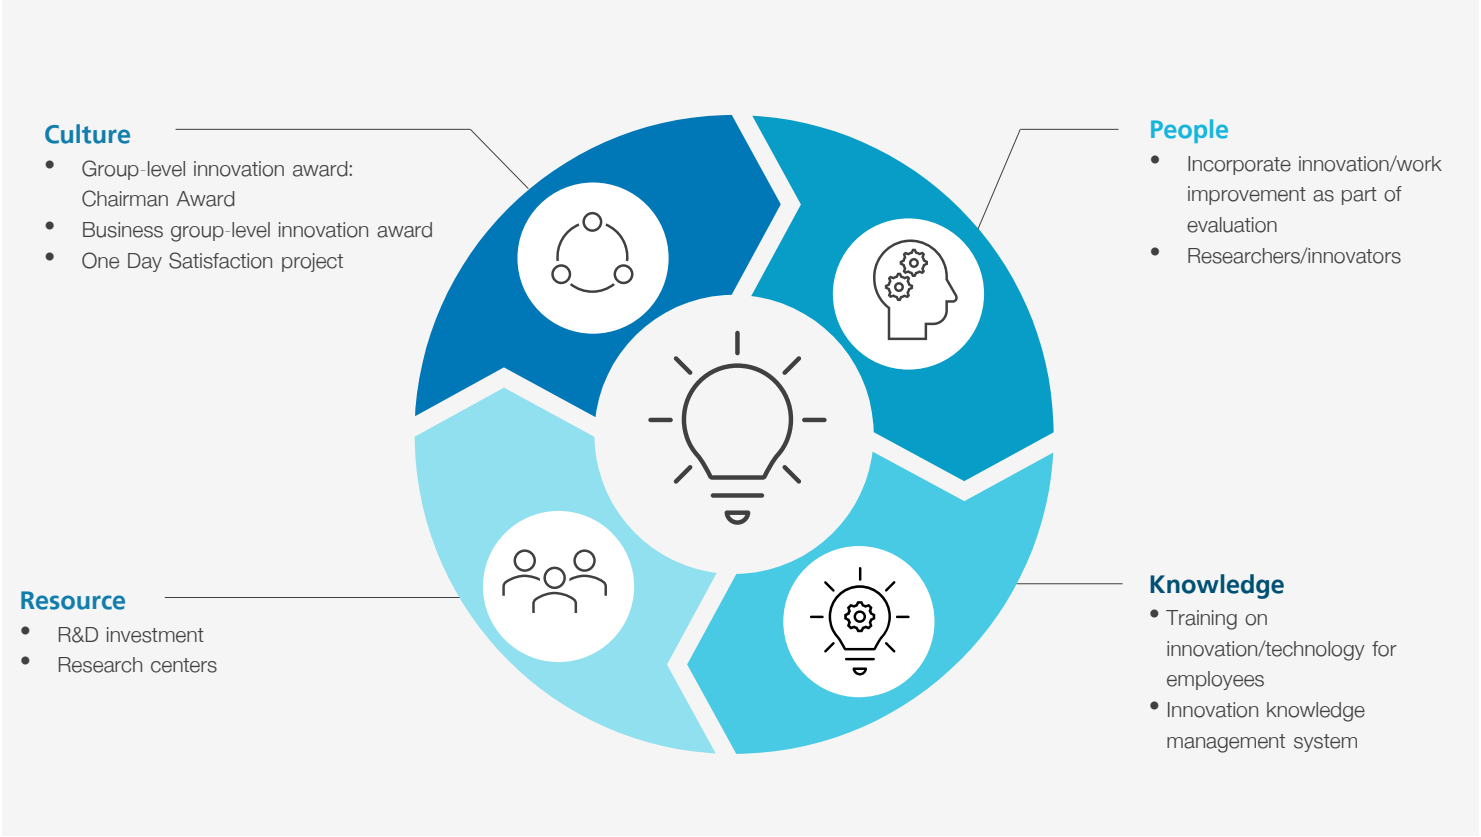 Culture
• Group-level innovation award:
Chairman Award
• Business group-level innovation award
• One Day Satisfaction project
People
• Incorporate innovation/work
improvement as part of
evaluation
• Researchers/innovators
Resource
• R&D investment
• Research centers
Knowledge
• Training on
innovation/technology for
employees
• Innovation knowledge
management system